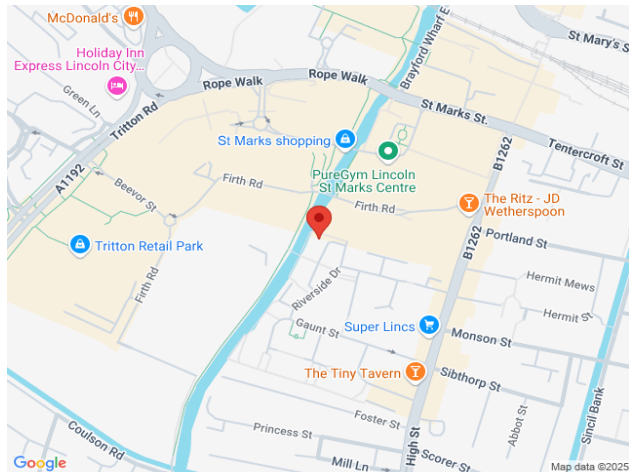 McDonald's
Holiday Inn
Express Lincoln City...
Green Ln
Tritton Rd
A1192
Rope Walk
Rope Walk
Brayford Wharf E
St Mary's S
St Marks St.
Tentercroft St
St Marks shopping
PureGym Lincoln
St Marks Centre
B1262
Beevor St
Firth Rd
Firth Rd
The Ritz - JD
Wetherspoon
Tritton Retail Park
Firth Rd
B1262
Portland St
Riverside Dr
Hermit Mews
Hermit St
Gaunt St
Super Lincs
Monson St
The Tiny Tavern
Sibthorp St
Sincil Bank
Abbot St
Foster St
Princess St
High St
Coulson Rd
Mill Ln
Scorer St
Google
Map data ©2025